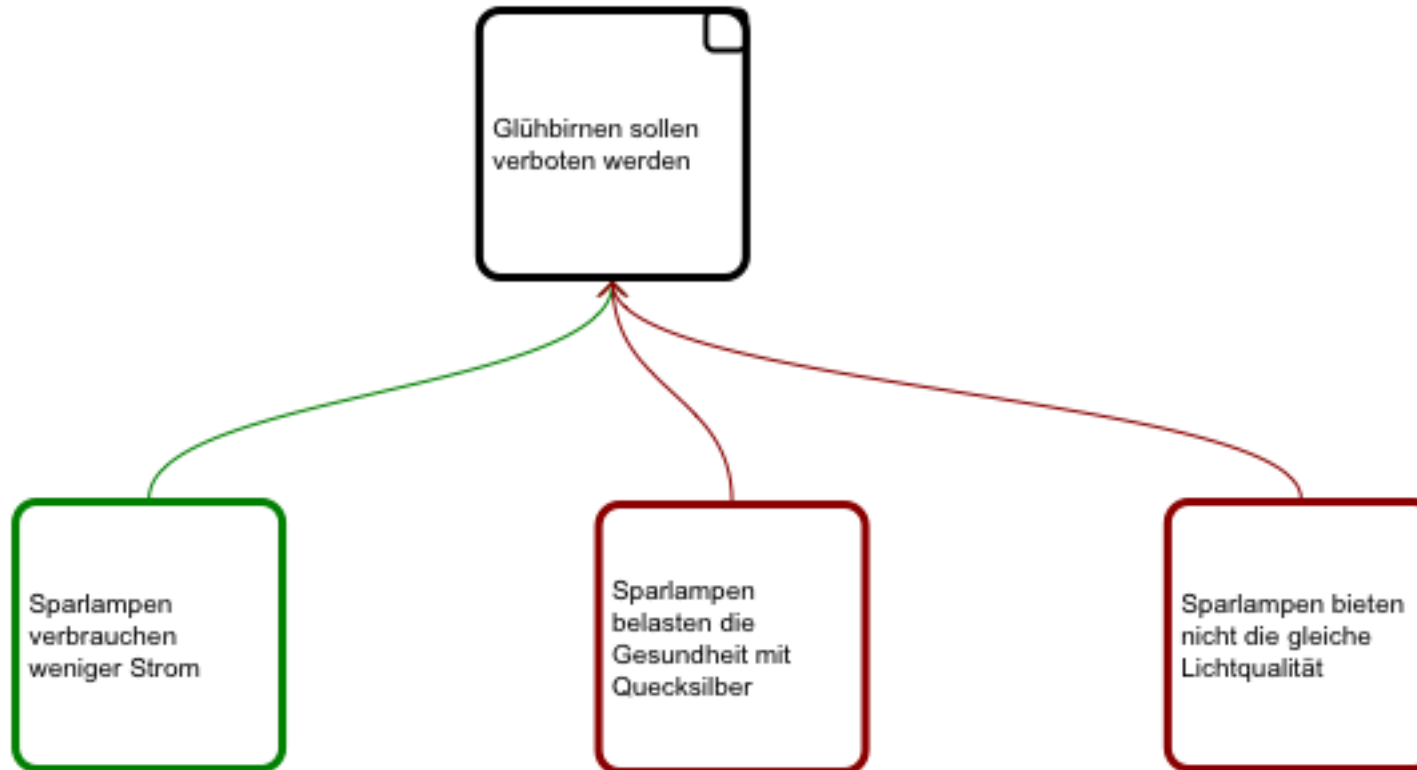 Glühbirnen sollen
verboten werden
Sparlampen
verbrauchen
weniger Strom
Sparlampen
belasten die
Gesundheit mit
Quecksilber
Sparlampen bieten
nicht die gleiche
Lichtqualität